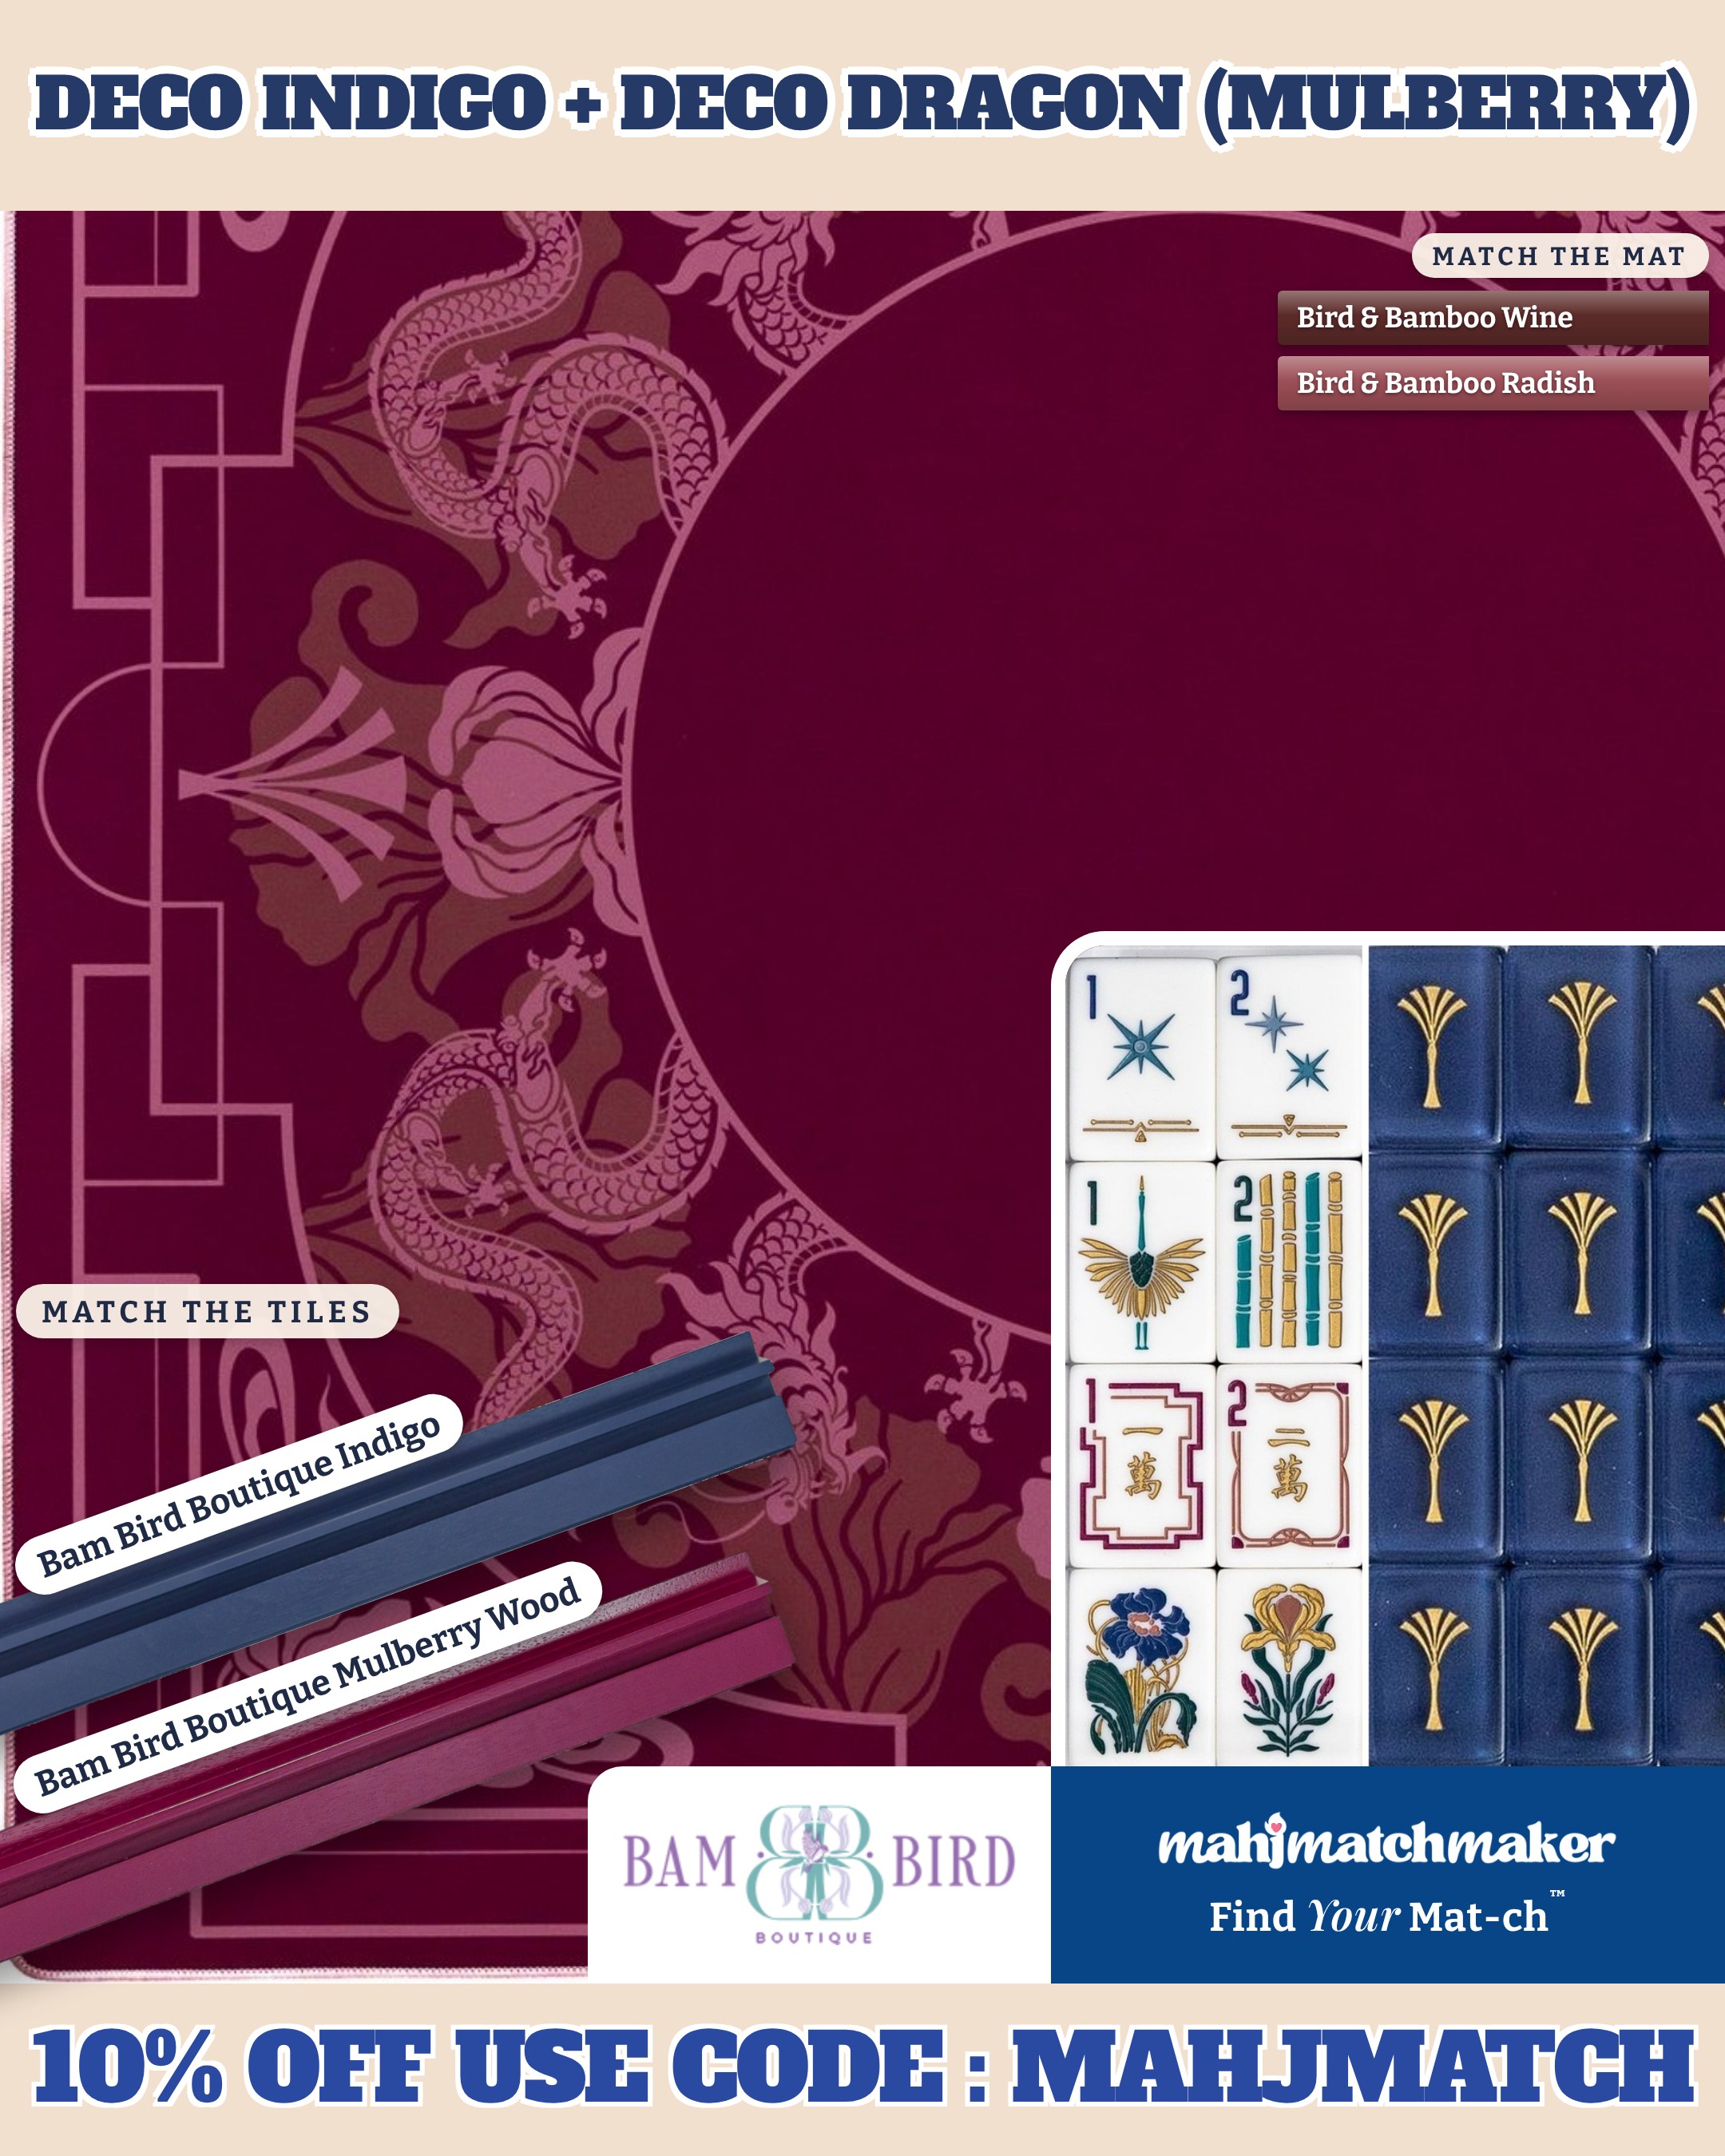 DECO INDIGO + DECO DRAGON (MULBERRY)
MATCH THE MAT
Bird & Bamboo Wine
Bird & Bamboo Radish
1
2
1
2
1
一萬
2
二萬
MATCH THE TILES
Bam Bird Boutique Indigo
Bam Bird Boutique Mulberry Wood
BAM BIRD
BOUTIQUE
mahjmatchmaker
Find Your Mat-ch™
10% OFF USE CODE : MAHJMATCH